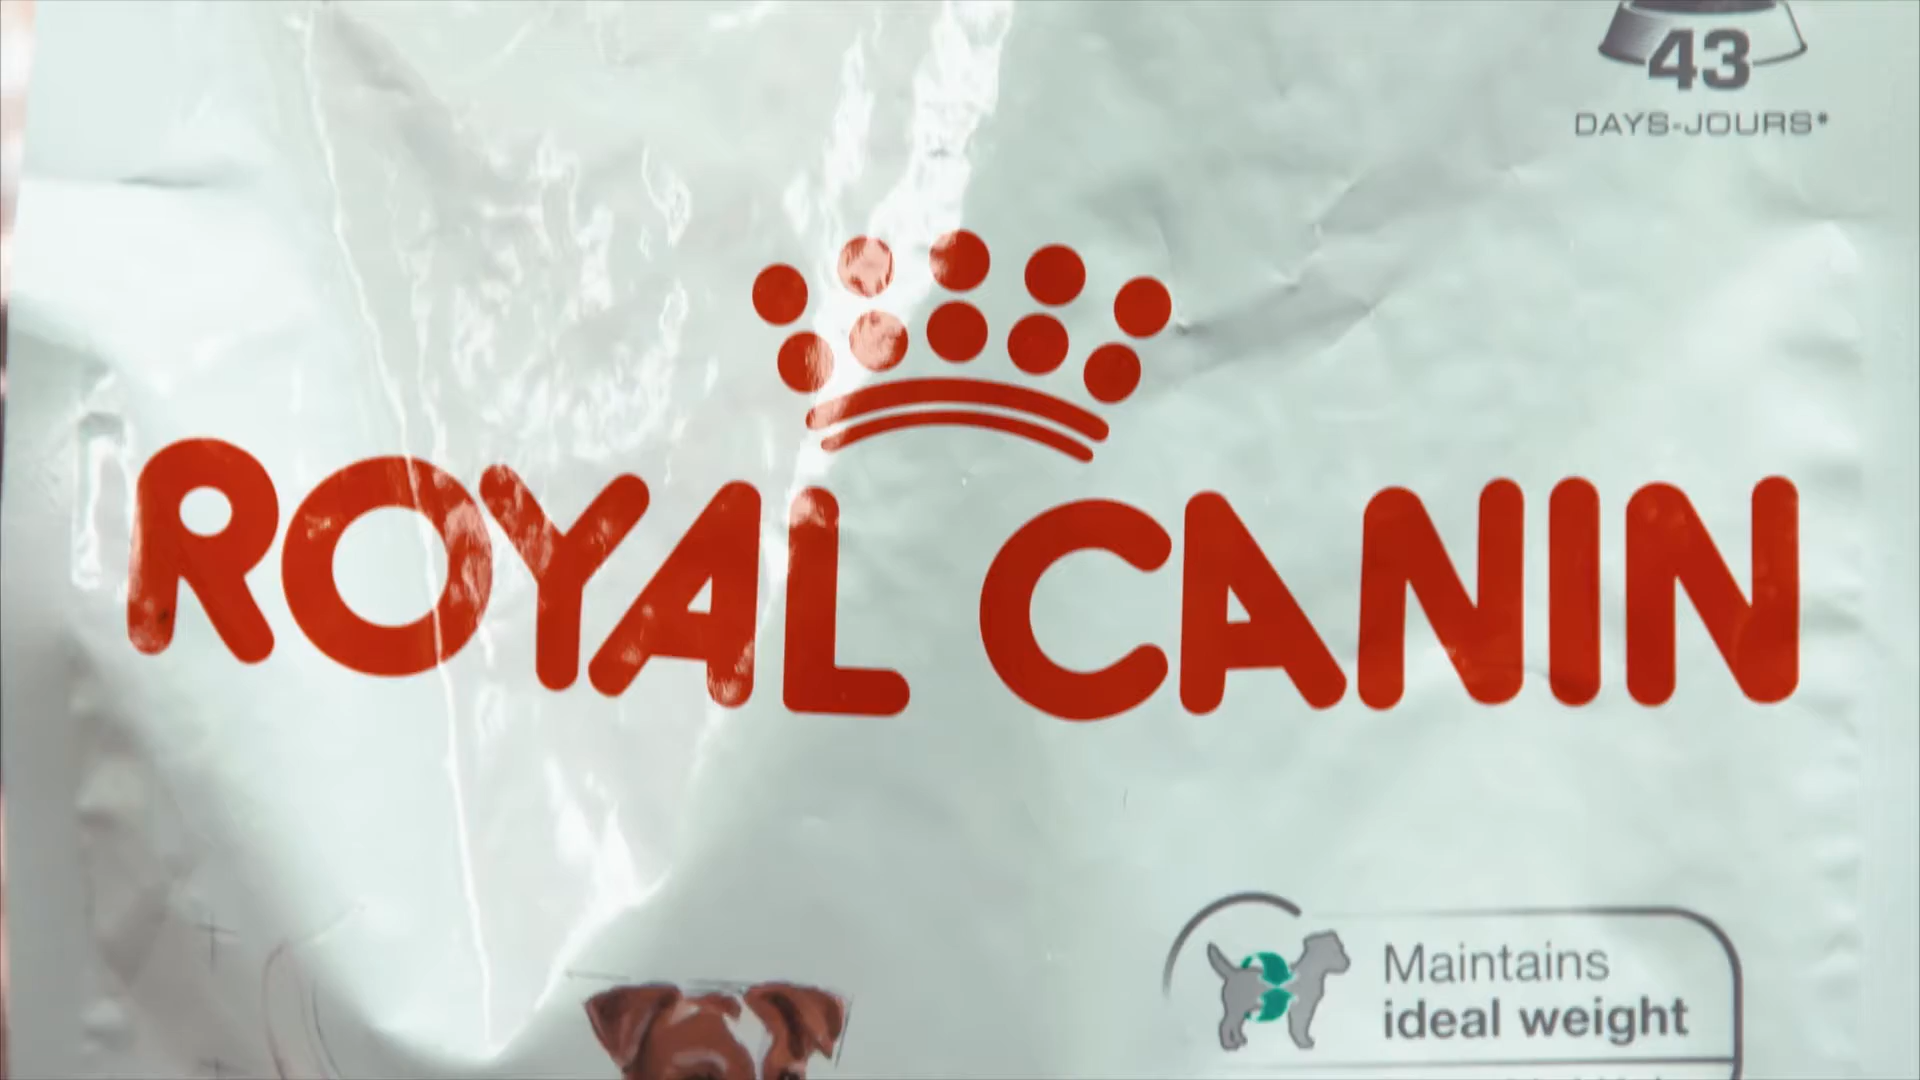 43
DAYS-JOURS*
ROYAL CANIN
Maintains
ideal weight